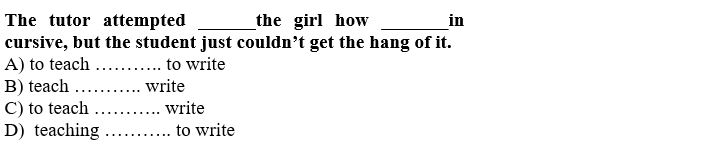 The tutor attempted ______the girl how _______in
cursive, but the student just couldn’t get the hang of it.
A) to teach ……….. to write
B) teach ……….. write
C) to teach ……….. write
D) teaching ……….. to write